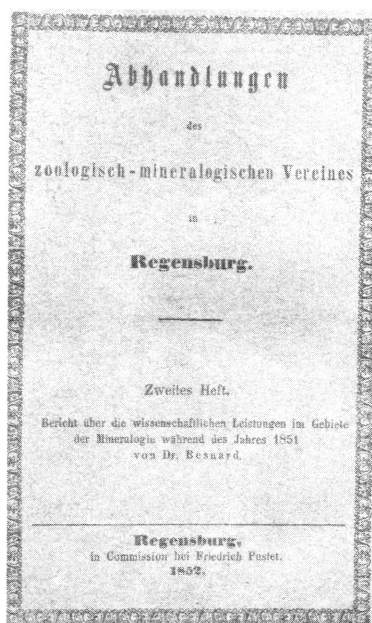 Abhandlungen
des
zoologisch-mineralogischen Vereines
in
Regensburg.
Zweites Heft.
Bericht über die wissenschaftlichen Leistungen im Gebiete
der Mineralogie während des Jahres 1851
von Dr. Besnard.
Regensburg,
in Commission bei Friedrich Pustet.
1852.